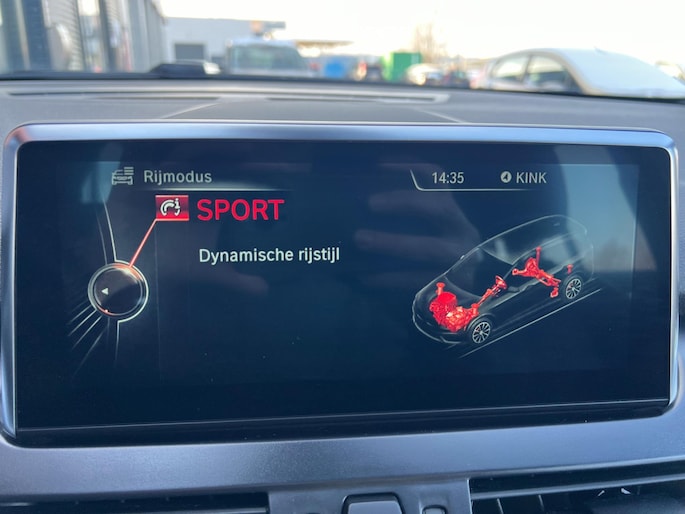 Rijmodus
14:35
KINK
SPORT
Dynamische rijstijl